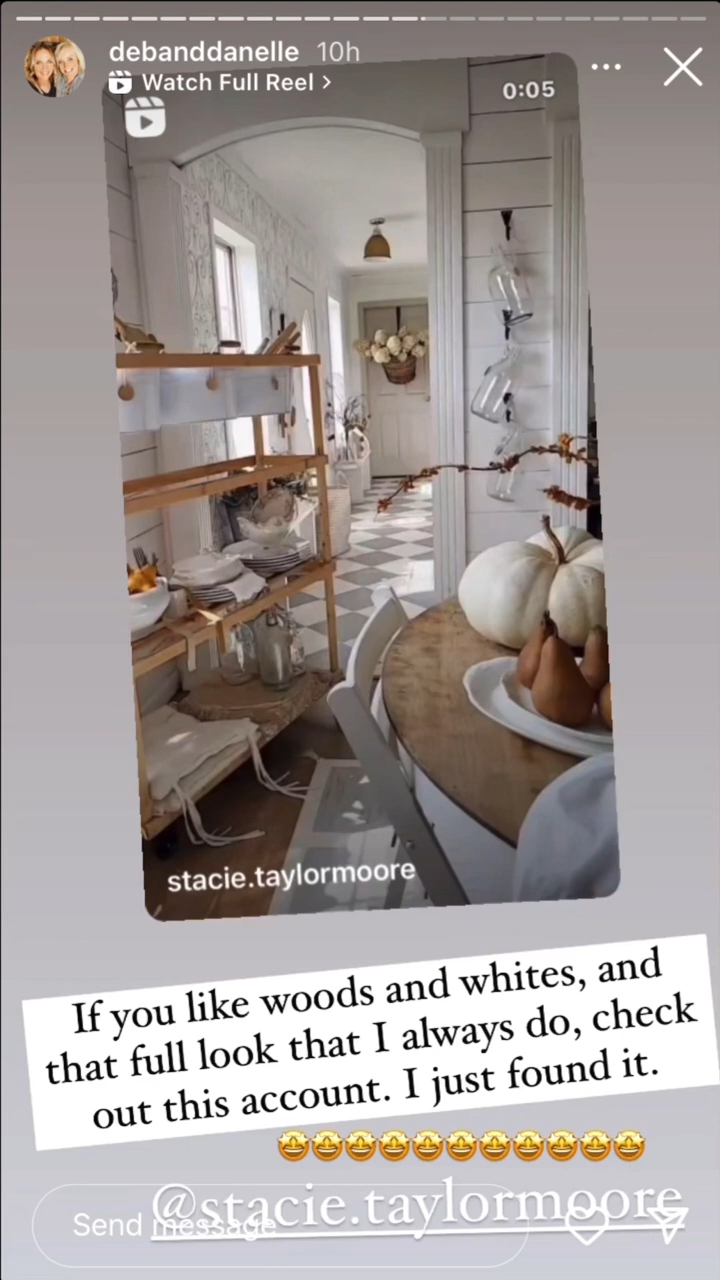 debanddanelle 10h
Watch Full Reel >
0:05
stacie.taylormoore
If you like woods and whites, and
that full look that I always do, check
out this account. I just found it.
🤩🤩🤩🤩🤩🤩🤩🤩🤩🤩🤩
@stacie.taylormoore
Send message